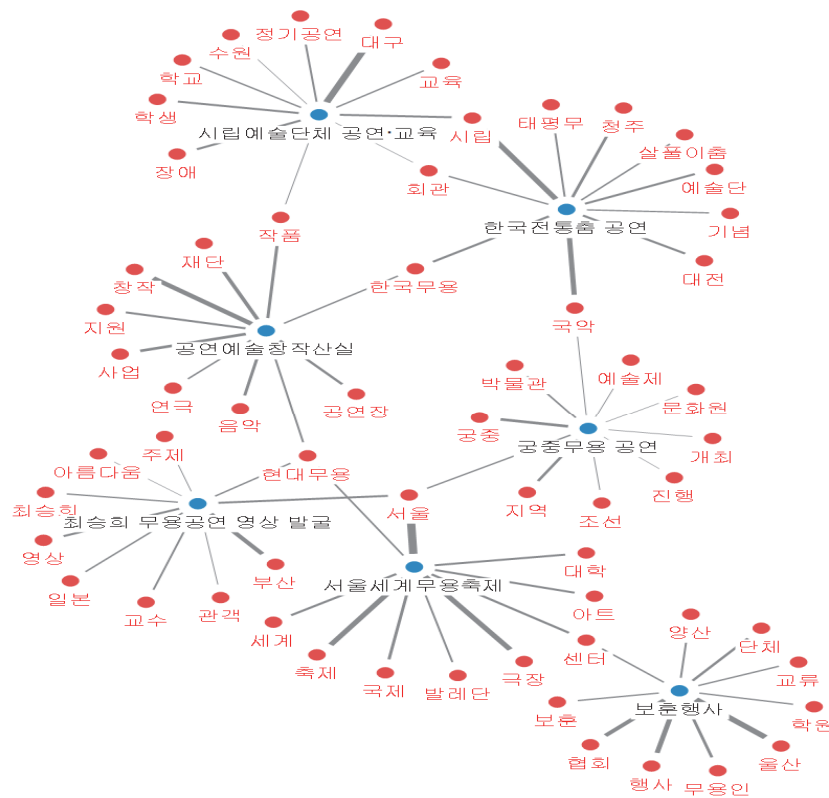 정기공연
대구
수원
학교
교육
학생
시립예술단체 공연·교육
시립
태평무
청주
장애
살풀이춤
회관
예술단
작품
한국전통춤 공연
기념
재단
대전
창작
한국무용
지원
국악
공연예술창작산실
사업
박물관
예술제
연극
음악
공연장
문화원
궁중
궁중무용 공연
개최
주제
아름다움
현대무용
진행
최승희
서울
지역
조선
최승희 무용공연 영상 발굴
영상
부산
대학
서울세계무용축제
일본
교수
관객
아트
세계
양산
단체
축제
국제
발레단
극장
센터
교류
보훈
보훈행사
학원
협회
울산
행사
무용인